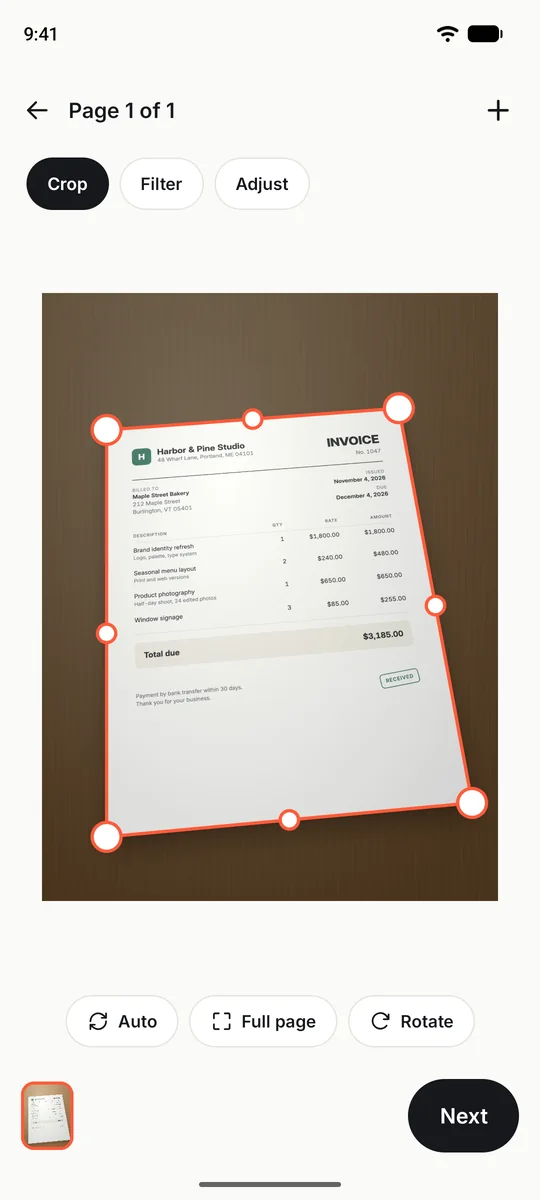 9:41
Page 1 of 1
Crop Filter Adjust
H Harbor & Pine Studio
48 Wharf Lane, Portland, ME 04101
INVOICE
No. 1047
BILLED TO
Maple Street Bakery
212 Maple Street
Burlington, VT 05401
ISSUED
November 4, 2026
DUE
December 4, 2026
DESCRIPTION QTY RATE AMOUNT
Brand identity refresh 1 $1,800.00 $1,800.00
Logo, palette, type system
Seasonal menu layout 2 $240.00 $480.00
Print and web versions
Product photography 1 $650.00 $650.00
Half-day shoot, 24 edited photos
Window signage 3 $85.00 $255.00
Total due $3,185.00
RECEIVED
Payment by bank transfer within 30 days.
Thank you for your business.
Auto Full page Rotate
Next